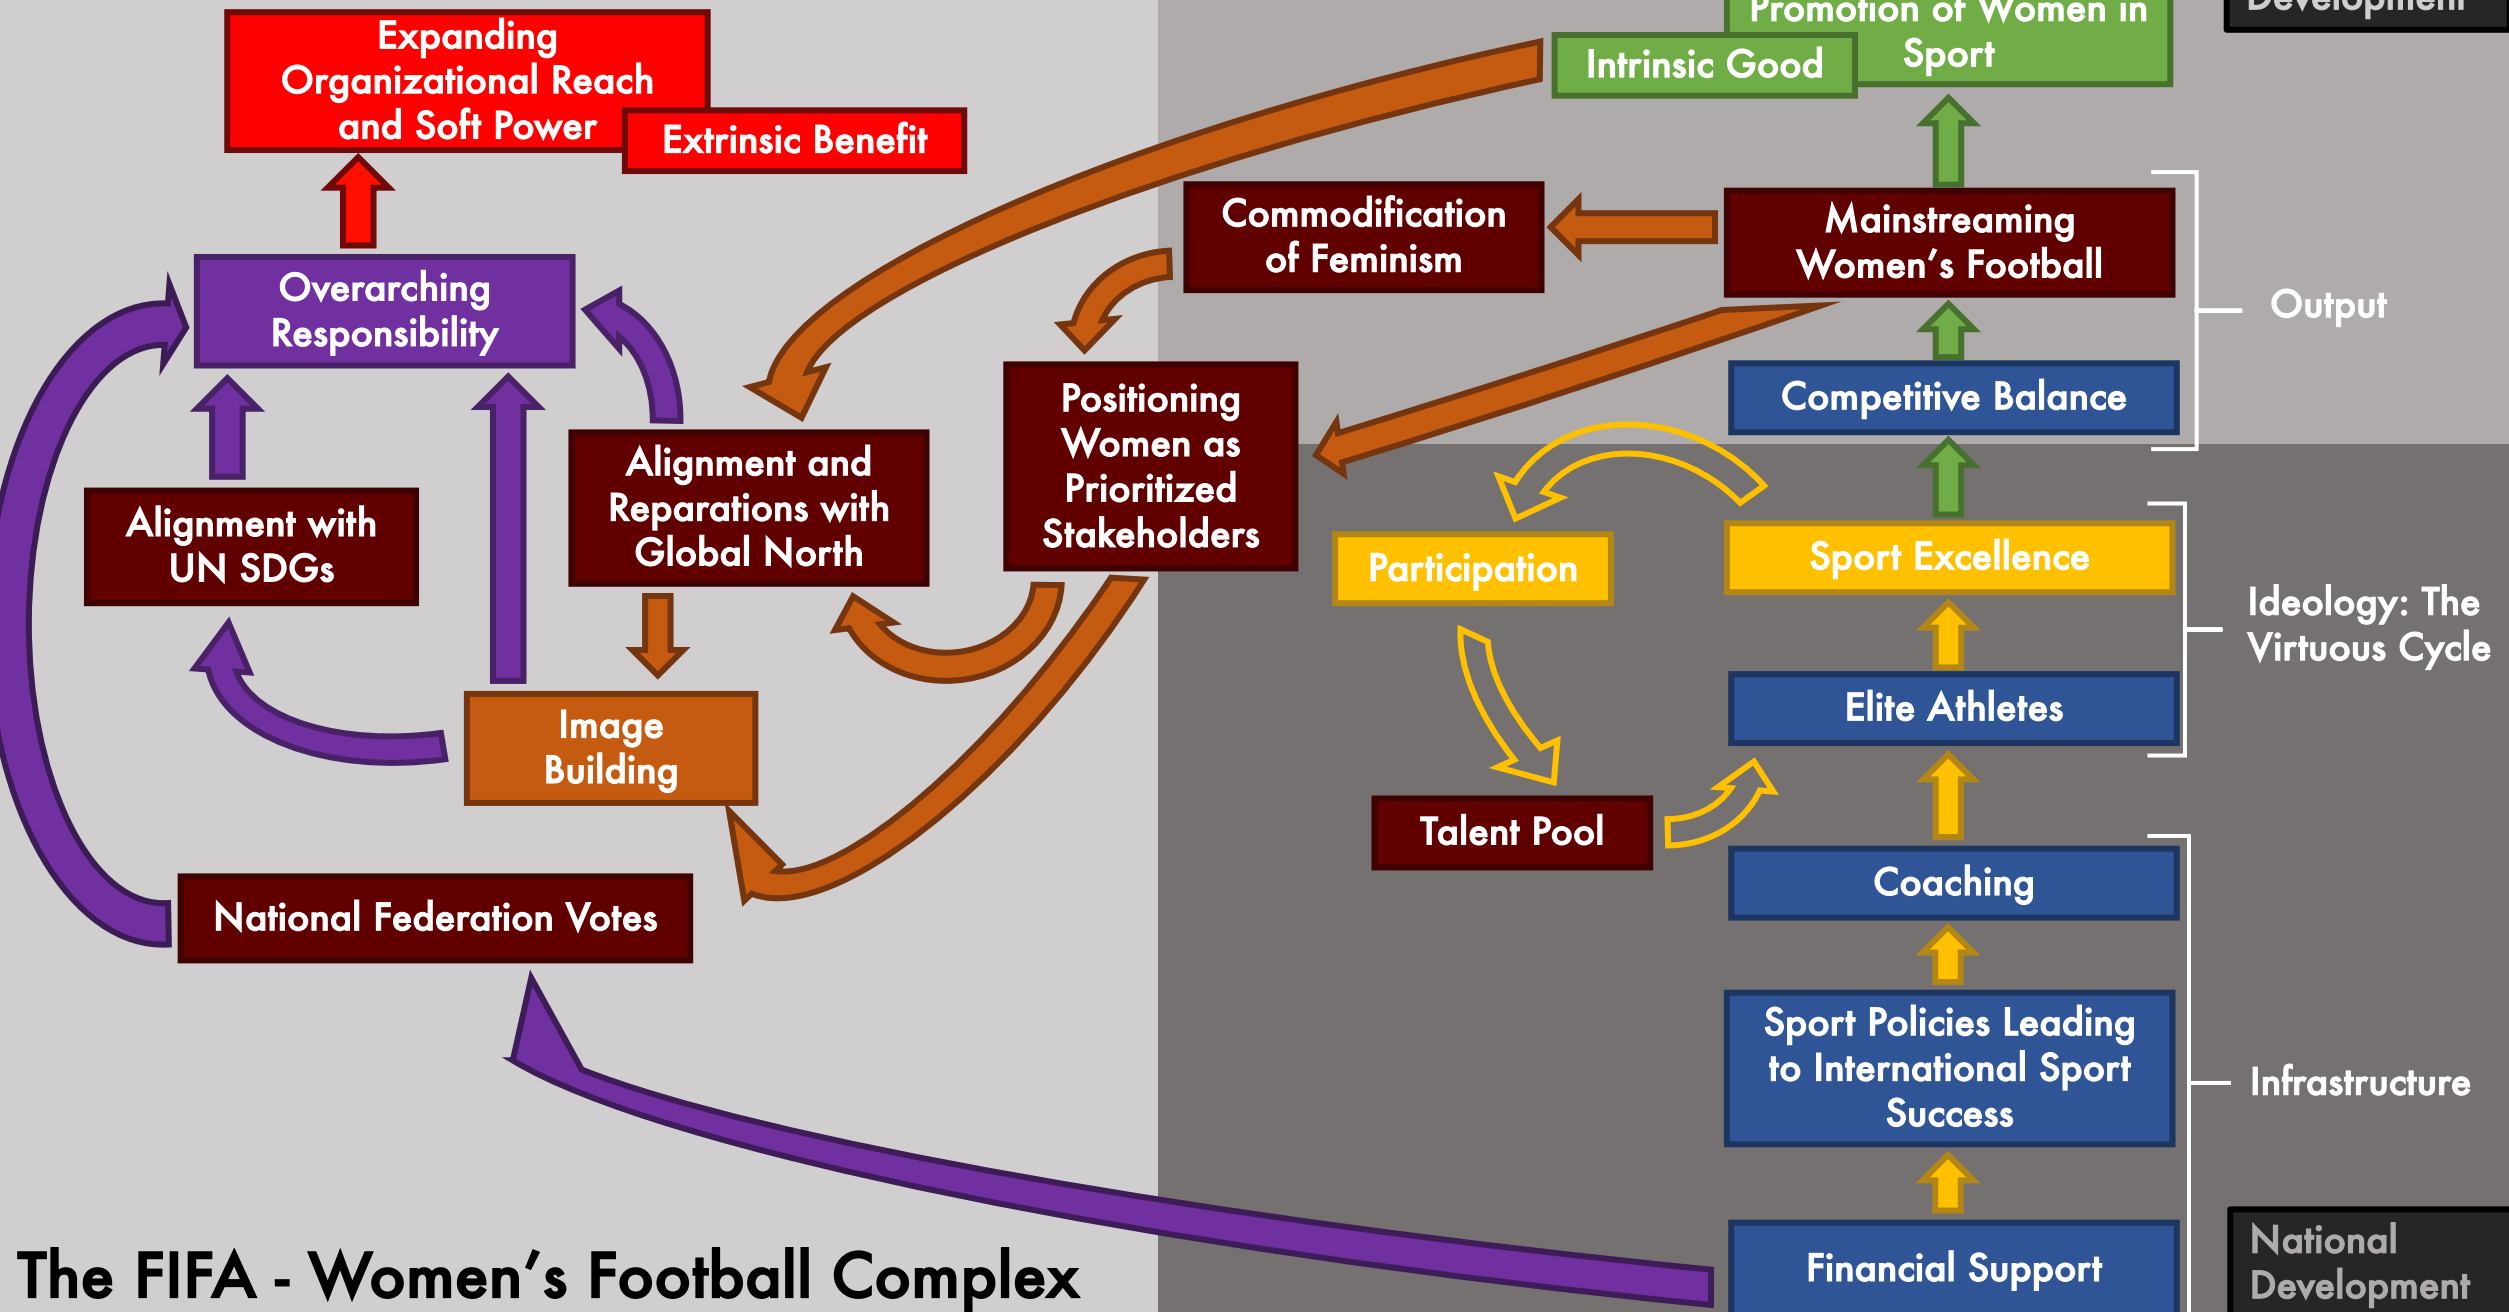 Promotion of Women in
Sport
Intrinsic Good
Development
Expanding
Organizational Reach
and Soft Power
Extrinsic Benefit
Commodification
of Feminism
Mainstreaming
Women's Football
Output
Overarching
Responsibility
Positioning
Women as
Prioritized
Stakeholders
Competitive Balance
Alignment and
Reparations with
Global North
Alignment with
UN SDGs
Participation
Sport Excellence
Ideology: The
Virtuous Cycle
Elite Athletes
Image
Building
Talent Pool
Coaching
National Federation Votes
Sport Policies Leading
to International Sport
Success
Infrastructure
Financial Support
National
Development
The FIFA - Women's Football Complex